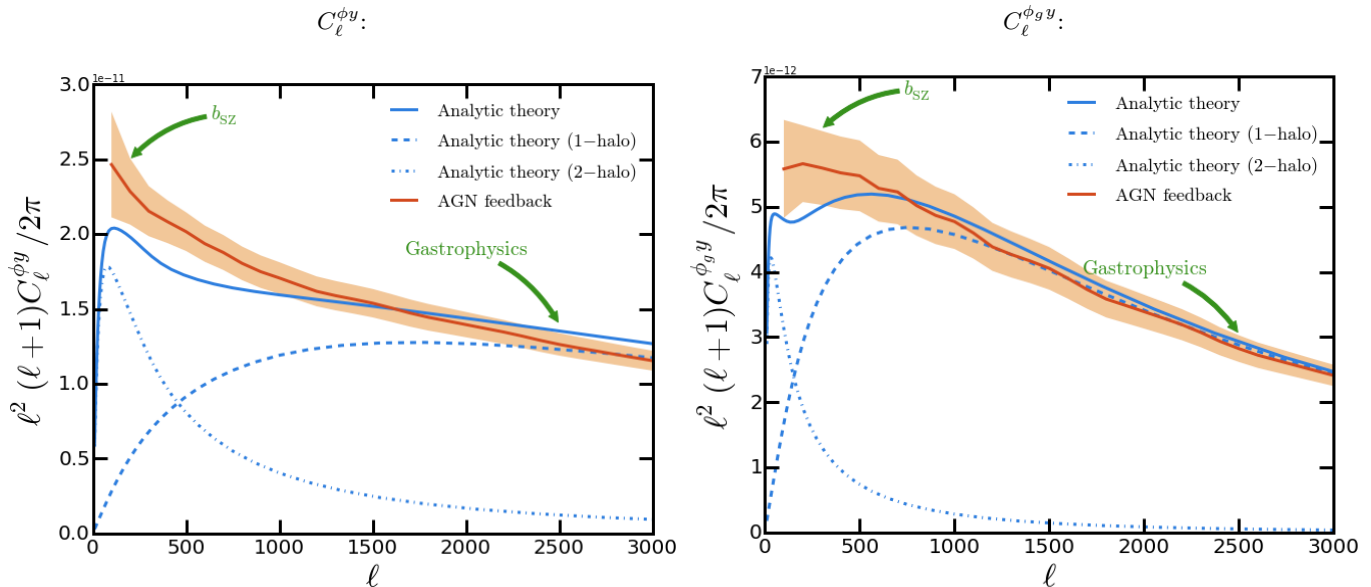 C_ℓ^{ϕy}:
1e−11
3.0
2.5
2.0
1.5
1.0
0.5
0.0
ℓ² (ℓ+1)C_ℓ^{ϕy}/2π
b_SZ
Analytic theory
Analytic theory (1−halo)
Analytic theory (2−halo)
AGN feedback
Gastrophysics
0 500 1000 1500 2000 2500 3000
ℓ
C_ℓ^{ϕ_g y}:
1e−12
7
6
5
4
3
2
1
0
ℓ² (ℓ+1)C_ℓ^{ϕ_g y}/2π
b_SZ
Analytic theory
Analytic theory (1−halo)
Analytic theory (2−halo)
AGN feedback
Gastrophysics
0 500 1000 1500 2000 2500 3000
ℓ